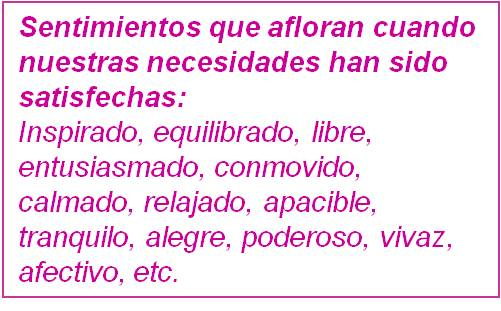 Sentimientos que afloran cuando
nuestras necesidades han sido
satisfechas:
Inspirado, equilibrado, libre,
entusiasmado, conmovido,
calmado, relajado, apacible,
tranquilo, alegre, poderoso, vivaz,
afectivo, etc.